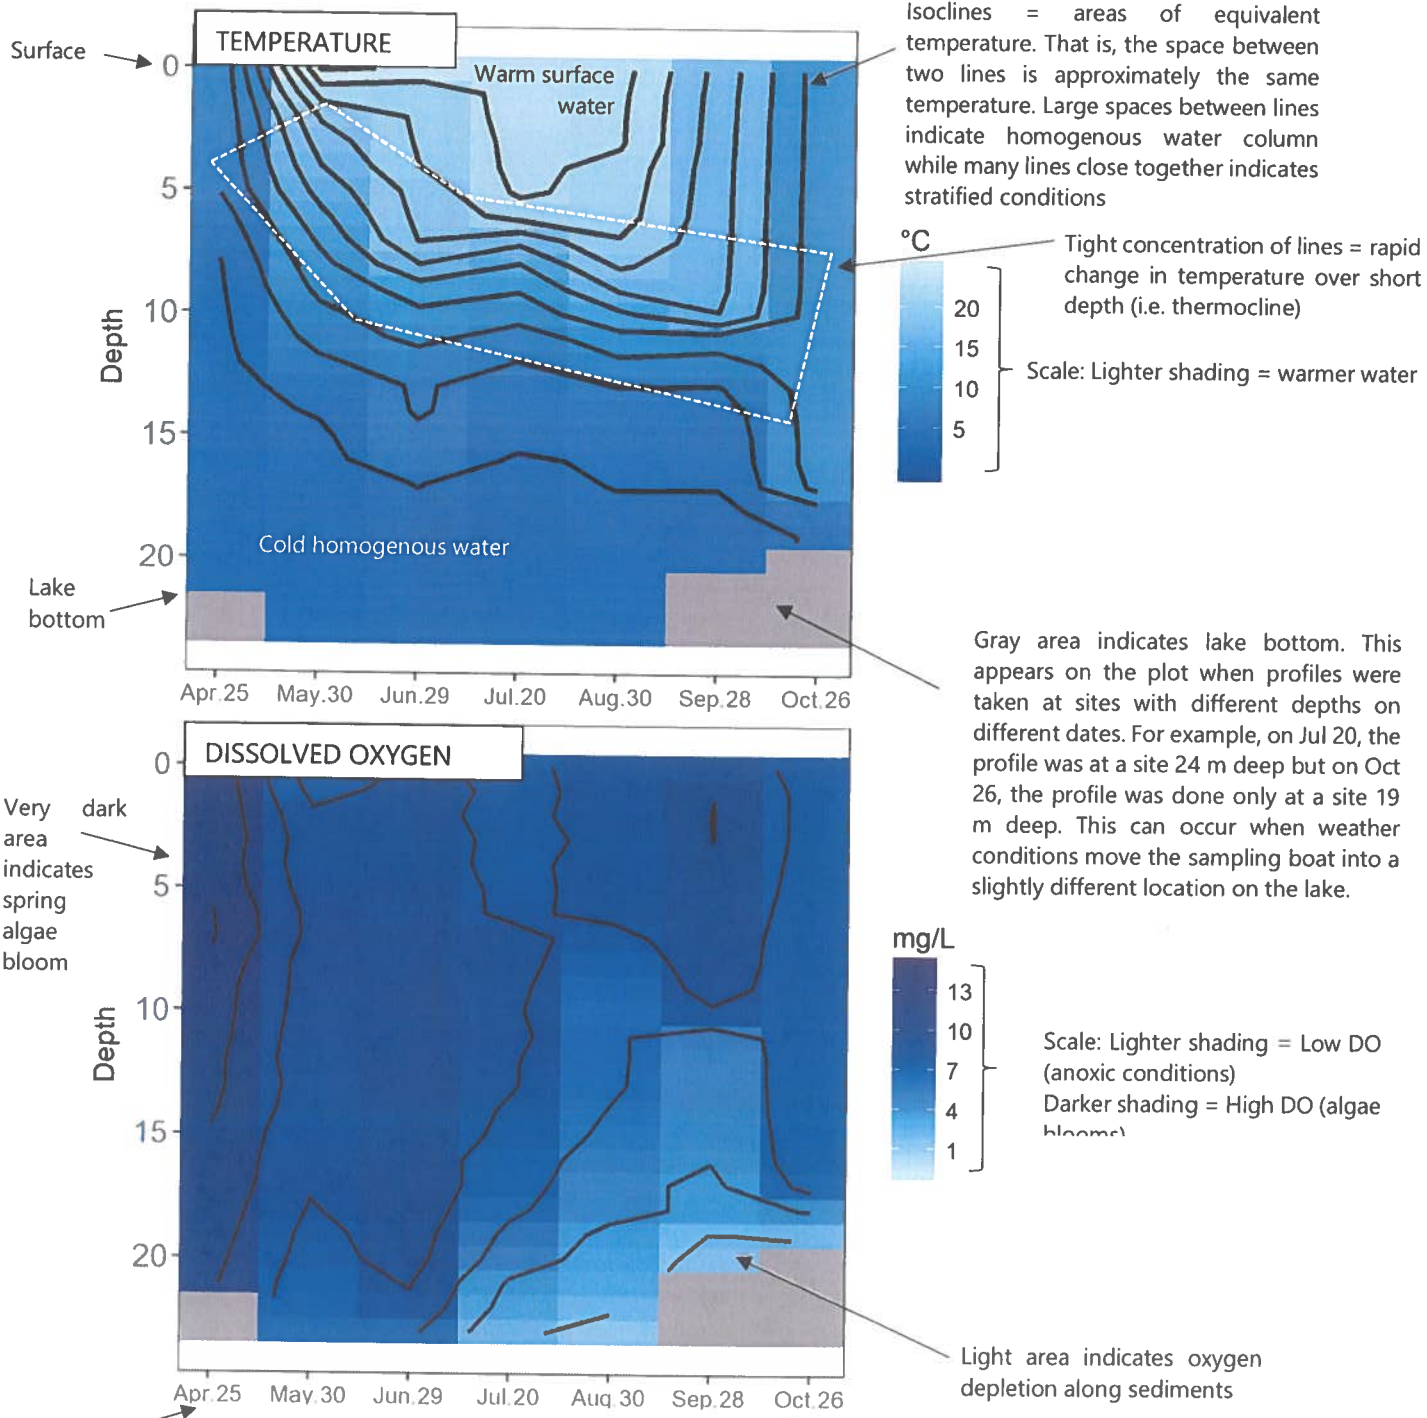 Isoclines = areas of equivalent
temperature. That is, the space between
two lines is approximately the same
temperature. Large spaces between lines
indicate homogenous water column
while many lines close together indicates
stratified conditions
TEMPERATURE
Surface
Warm surface
water
0
5
10
15
20
Depth
°C
20
15
10
5
Tight concentration of lines = rapid
change in temperature over short
depth (i.e. thermocline)
Scale: Lighter shading = warmer water
Cold homogenous water
Lake
bottom
Apr.25 May.30 Jun.29 Jul.20 Aug.30 Sep.28 Oct.26
Gray area indicates lake bottom. This
appears on the plot when profiles were
taken at sites with different depths on
different dates. For example, on Jul 20, the
profile was at a site 24 m deep but on Oct
26, the profile was done only at a site 19
m deep. This can occur when weather
conditions move the sampling boat into a
slightly different location on the lake.
DISSOLVED OXYGEN
Very dark
area
indicates
spring
algae
bloom
0
5
10
15
20
Depth
mg/L
13
10
7
4
1
Scale: Lighter shading = Low DO
(anoxic conditions)
Darker shading = High DO (algae
blooms)
Light area indicates oxygen
depletion along sediments
Apr.25 May.30 Jun.29 Jul.20 Aug.30 Sep.28 Oct.26